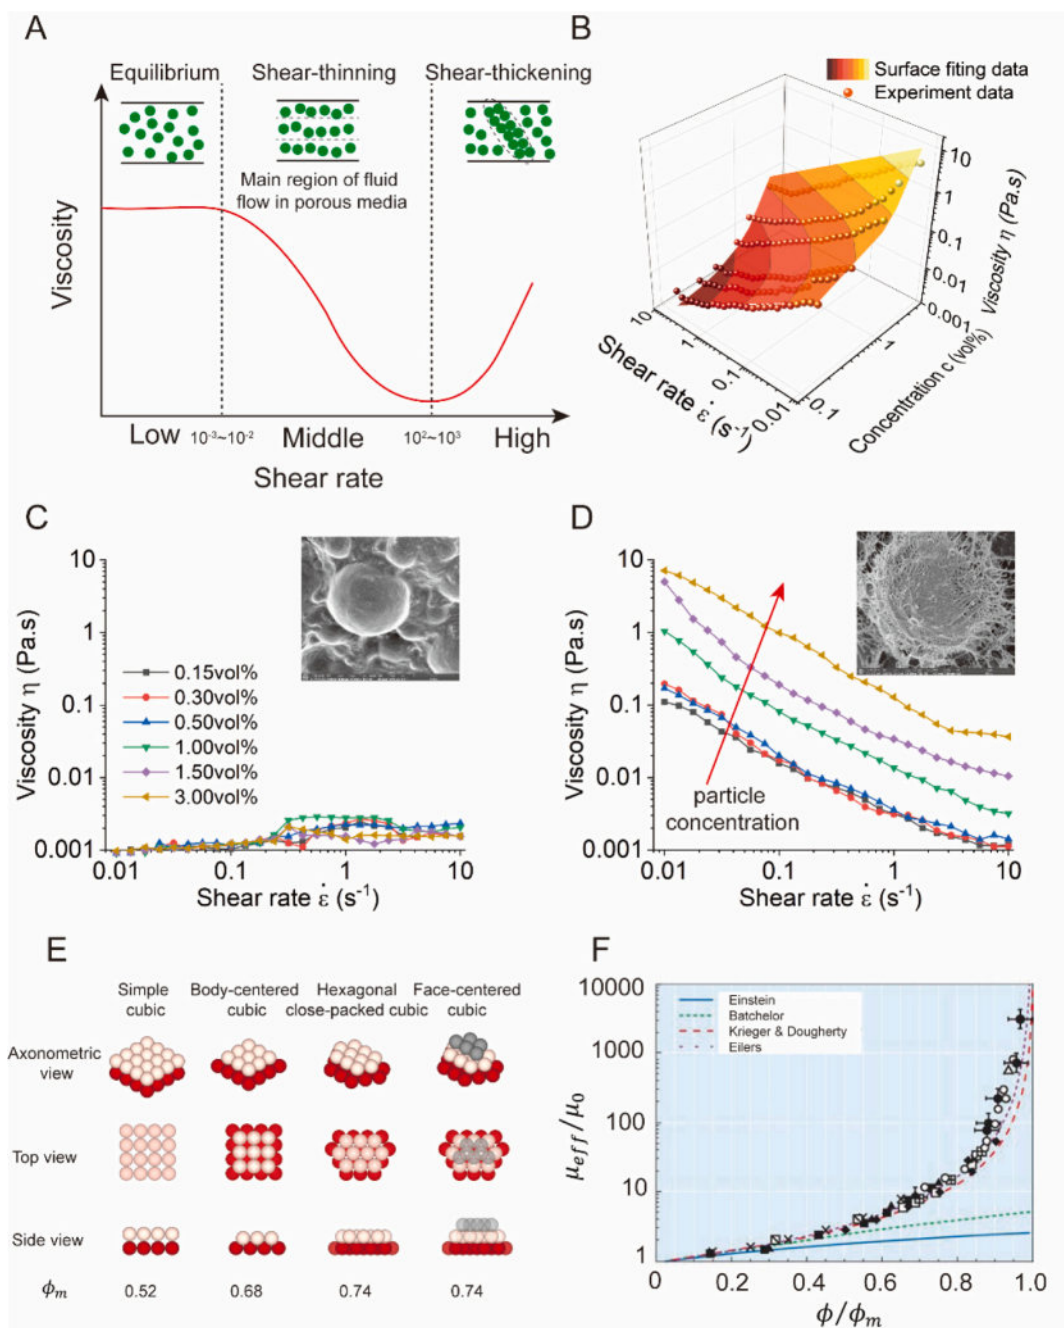 A
Equilibrium
Shear-thinning
Shear-thickening
Main region of fluid
flow in porous media
Viscosity
Low
10⁻³~10⁻²
Middle
10²~10³
High
Shear rate
B
Surface fiting data
Experiment data
10
1
0.1
0.01
0.001
Viscosity η (Pa.s)
10
1
0.1
0.01
Shear rate ε̇ (s⁻¹)
0.1
1
Concentration c (vol%)
C
10
1
0.1
0.01
0.001
Viscosity η (Pa.s)
0.15vol%
0.30vol%
0.50vol%
1.00vol%
1.50vol%
3.00vol%
0.01 0.1 1 10
Shear rate ε̇ (s⁻¹)
D
10
1
0.1
0.01
0.001
Viscosity η (Pa.s)
particle
concentration
0.01 0.1 1 10
Shear rate ε̇ (s⁻¹)
E
Simple
cubic
Body-centered
cubic
Hexagonal
close-packed cubic
Face-centered
cubic
Axonometric
view
Top view
Side view
ϕm 0.52 0.68 0.74 0.74
F
10000
1000
100
10
1
μeff/μ0
Einstein
Batchelor
Krieger & Dougherty
Eilers
0 0.2 0.4 0.6 0.8 1.0
ϕ/ϕm